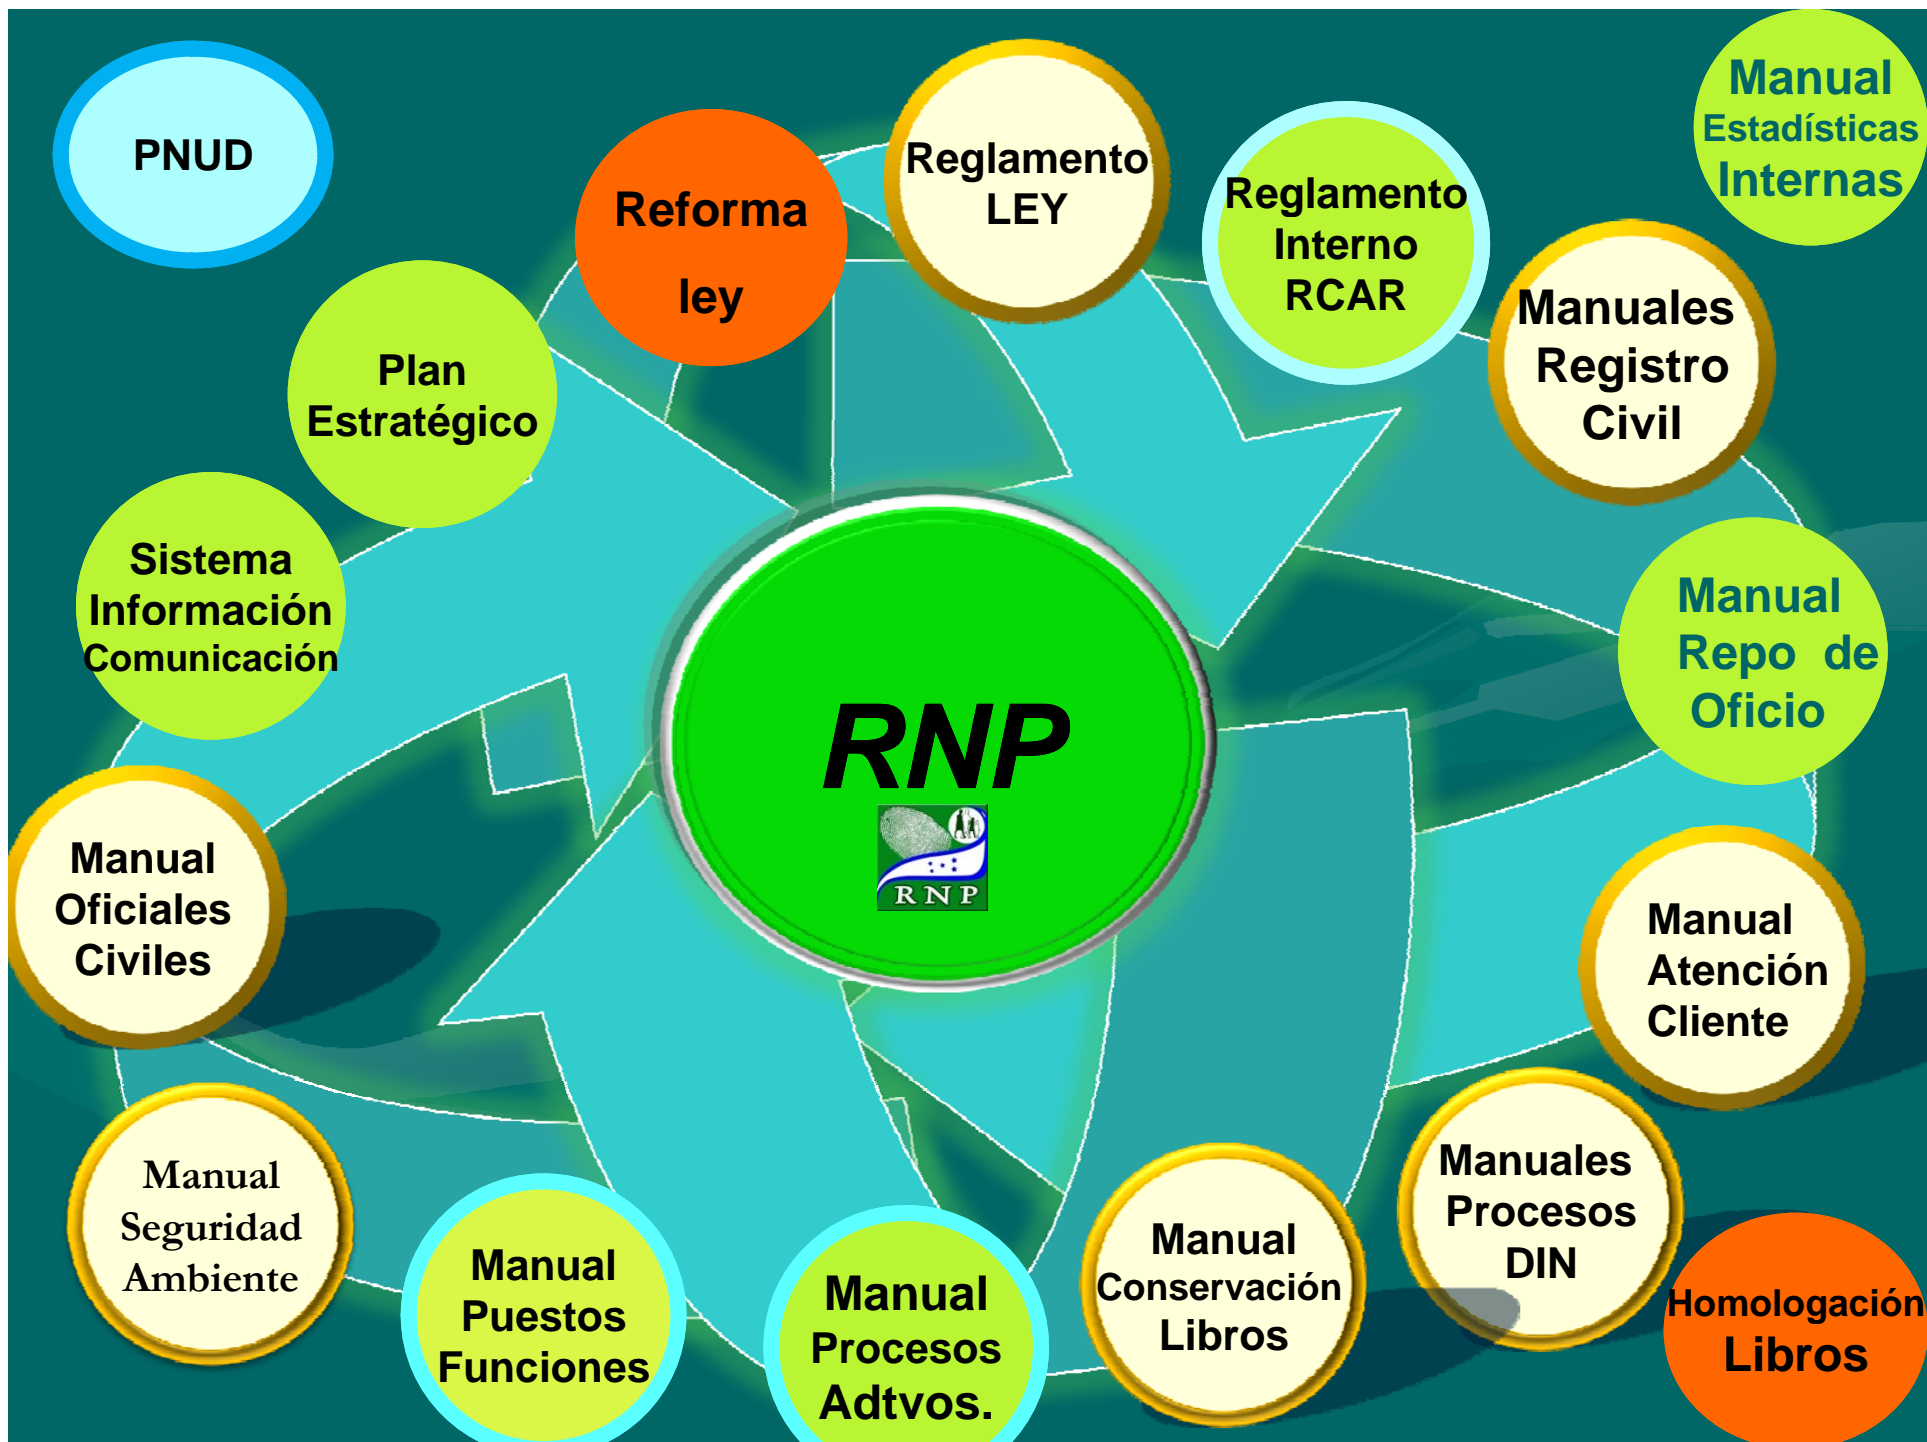 PNUD
Reforma
ley
Reglamento
LEY
Reglamento
Interno
RCAR
Manual
Estadísticas
Internas
Plan
Estratégico
Manuales
Registro
Civil
Sistema
Información
Comunicación
Manual
Repo de
Oficio
RNP
RNP
Manual
Oficiales
Civiles
Manual
Atención
Cliente
Manual
Seguridad
Ambiente
Manual
Puestos
Funciones
Manual
Procesos
Adtvos.
Manual
Conservación
Libros
Manuales
Procesos
DIN
Homologación
Libros